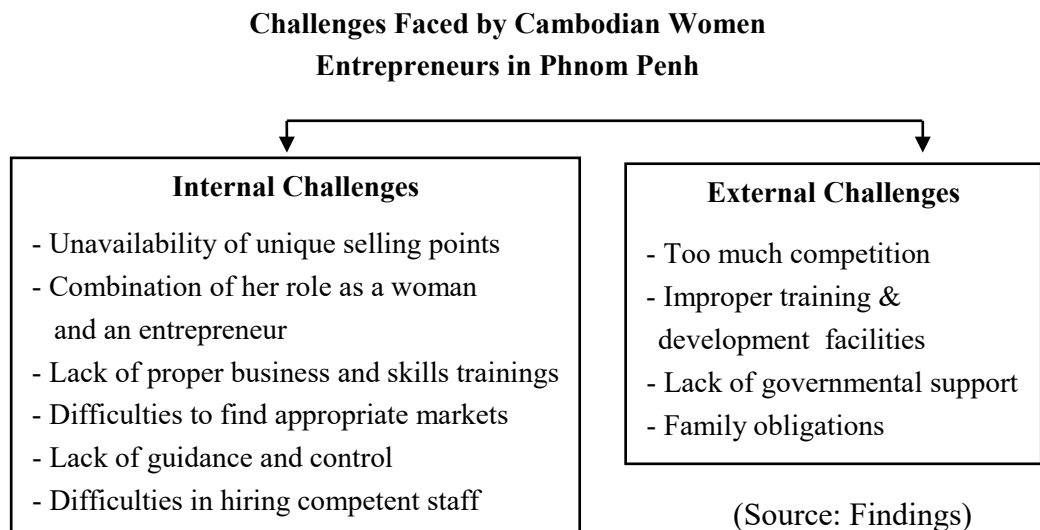 Challenges Faced by Cambodian Women
Entrepreneurs in Phnom Penh
Internal Challenges
- Unavailability of unique selling points
- Combination of her role as a woman
and an entrepreneur
- Lack of proper business and skills trainings
- Difficulties to find appropriate markets
- Lack of guidance and control
- Difficulties in hiring competent staff
External Challenges
- Too much competition
- Improper training &
development facilities
- Lack of governmental support
- Family obligations
(Source: Findings)